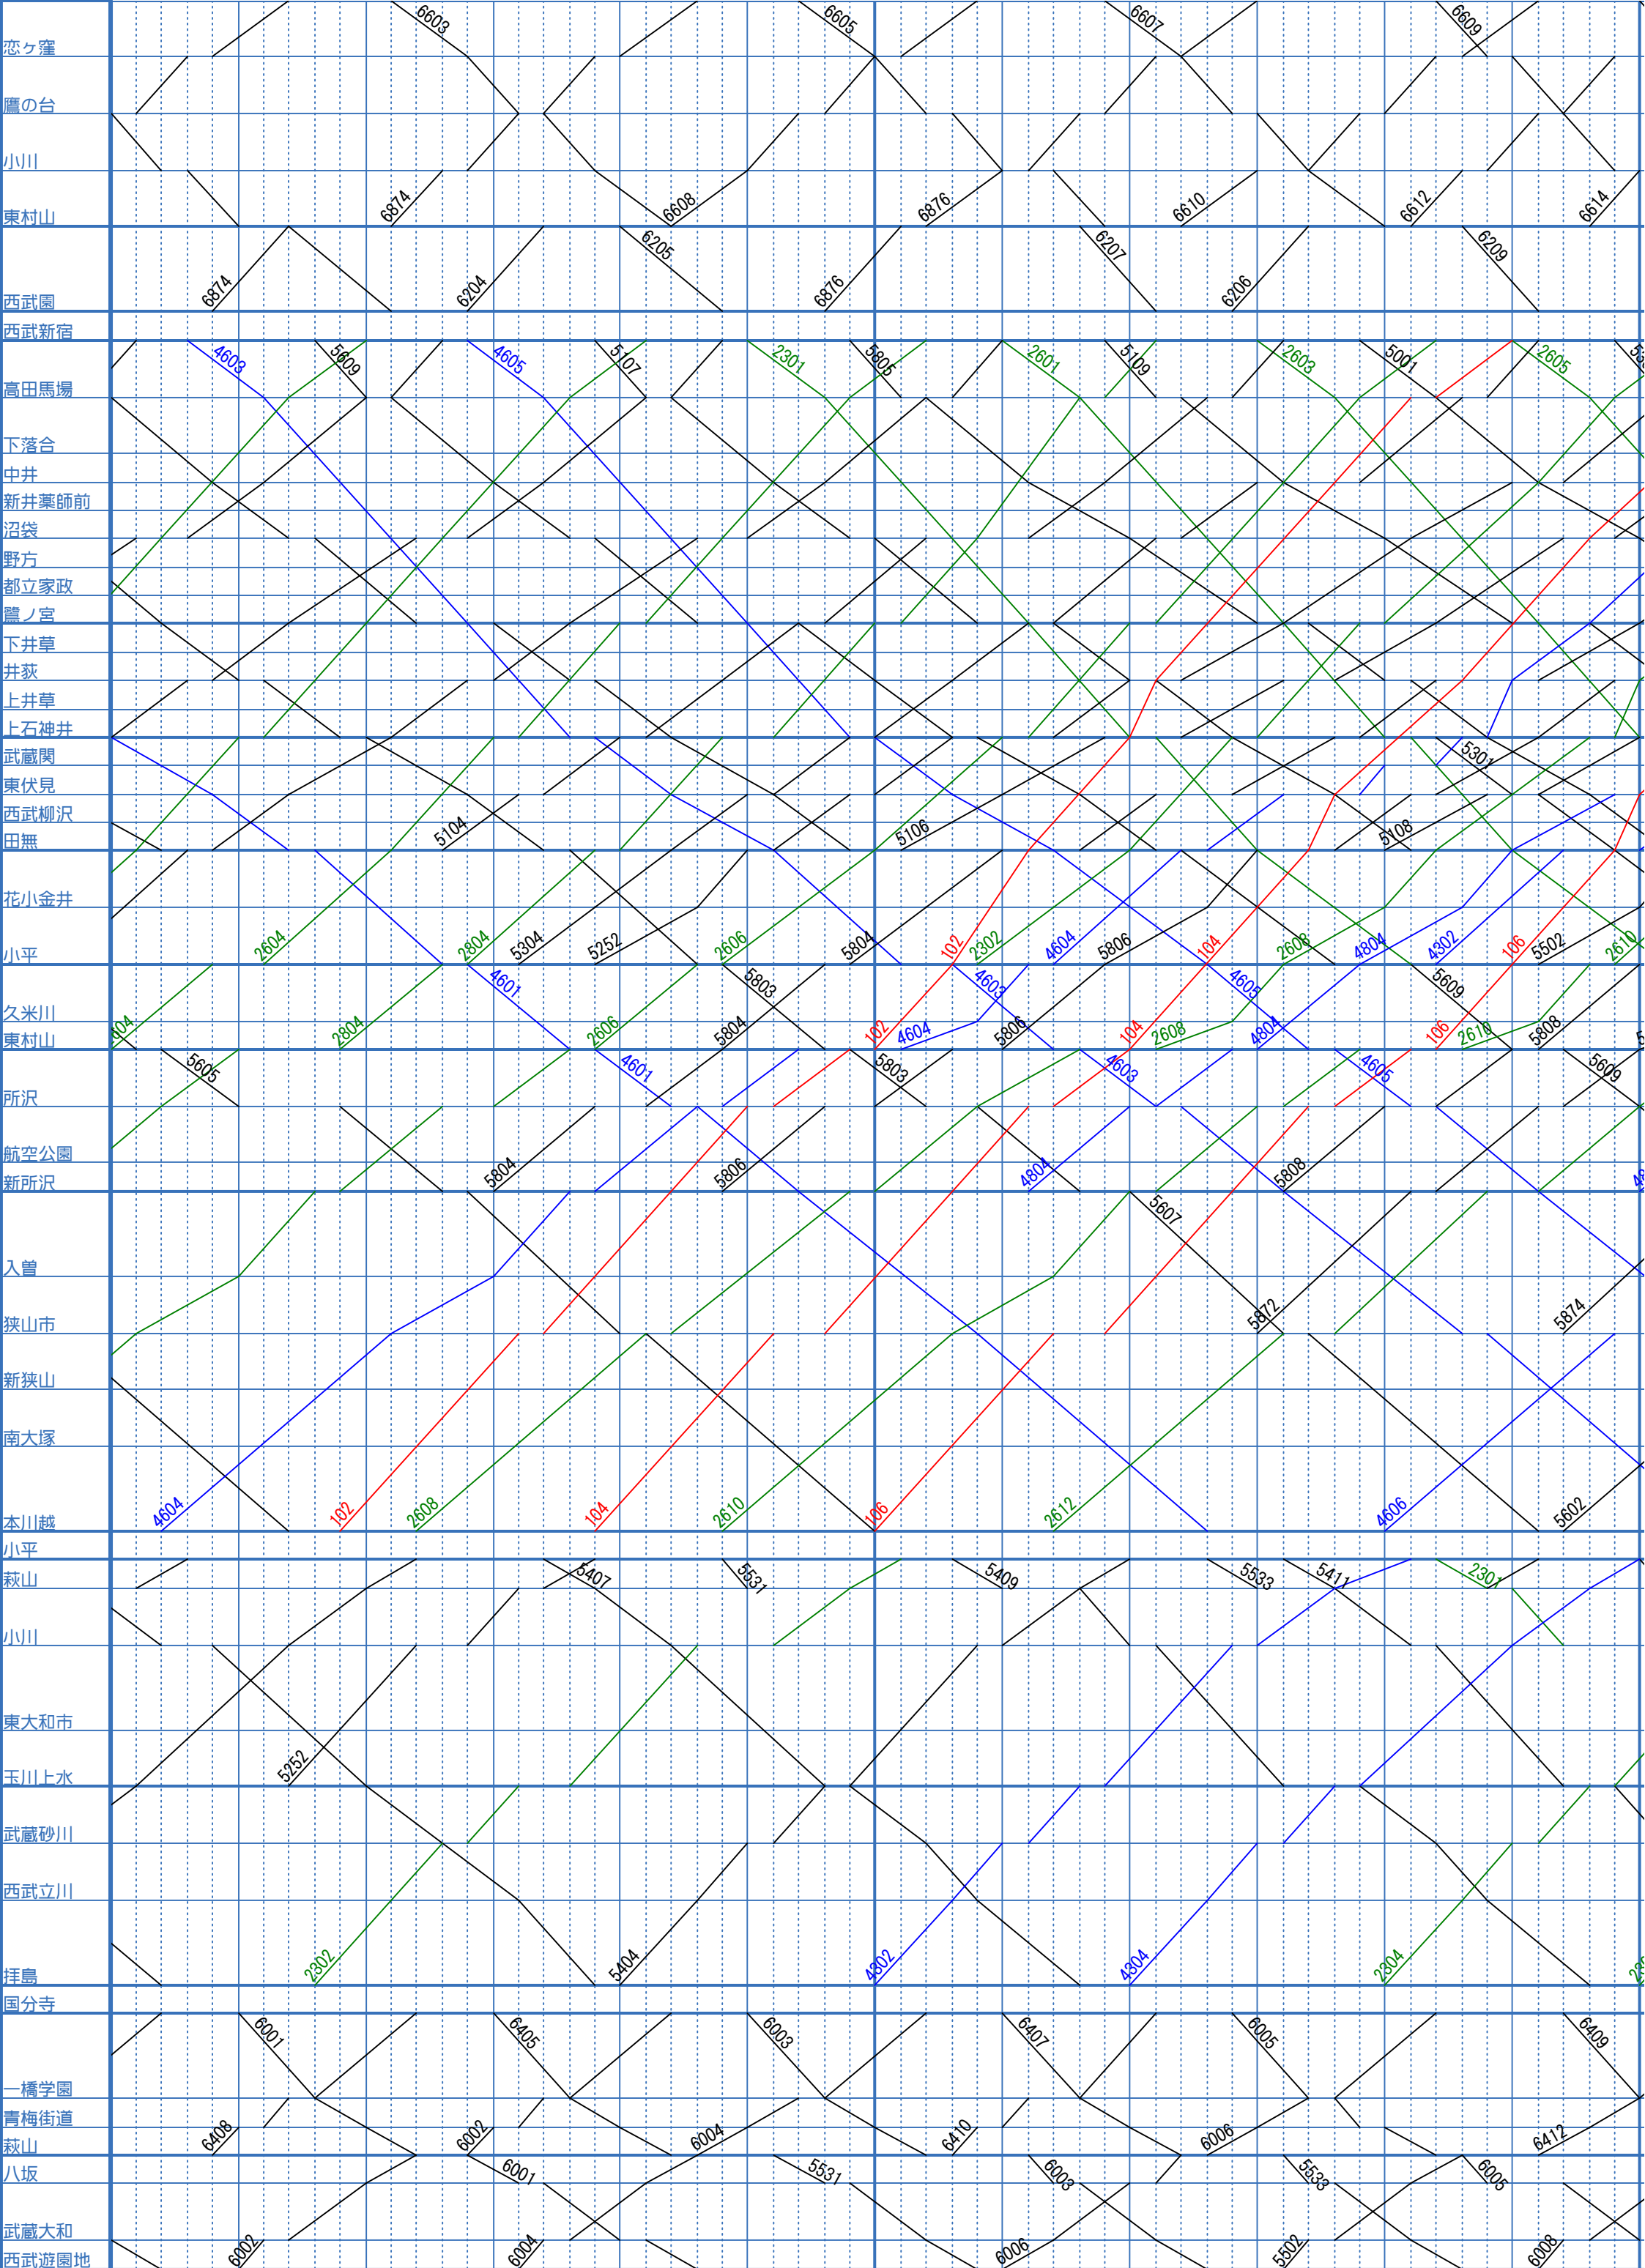 6603 6605 6607 6609
恋ヶ窪
鷹の台
小川
6874 6608 6876 6610 6612 6614
東村山
6205 6207 6209
6874 6204 6876 6206
西武園
西武新宿
4603 5609 4605 5107 2301 5805 2601 5109 2603 5001 2605
高田馬場
下落合
中井
新井薬師前
沼袋
野方
都立家政
鷺ノ宮
下井草
井荻
上井草
上石神井
武蔵関
5301
東伏見
西武柳沢
5104 5106 5108
田無
花小金井
2604 2804 5304 5252 2606 5804 102 2302 4604 5806 104 2608 4804 4302 106 5502 2610
小平
4601 5803 4603 4605 5609
久米川
2804 2606 5804 102 4604 5806 104 2608 4804 106 2610 5808
東村山
5605 4601 5803 4603 4605 5609
所沢
航空公園
5804 5806 4804 5808
新所沢
5607
入曽
5872 5874
狭山市
新狭山
南大塚
4604 102 2608 104 2610 106 2612 4606 5602
本川越
小平
5407 5531 5409 5533 5411 2301
萩山
小川
東大和市
5252
玉川上水
武蔵砂川
西武立川
2302 5404 4302 4304 2304
拝島
国分寺
6001 6405 6003 6407 6005 6409
一橋学園
青梅街道
6408 6002 6004 6410 6006 6412
萩山
6001 5531 6003 5533 6005
八坂
武蔵大和
6002 6004 6006 5502 6008
西武遊園地